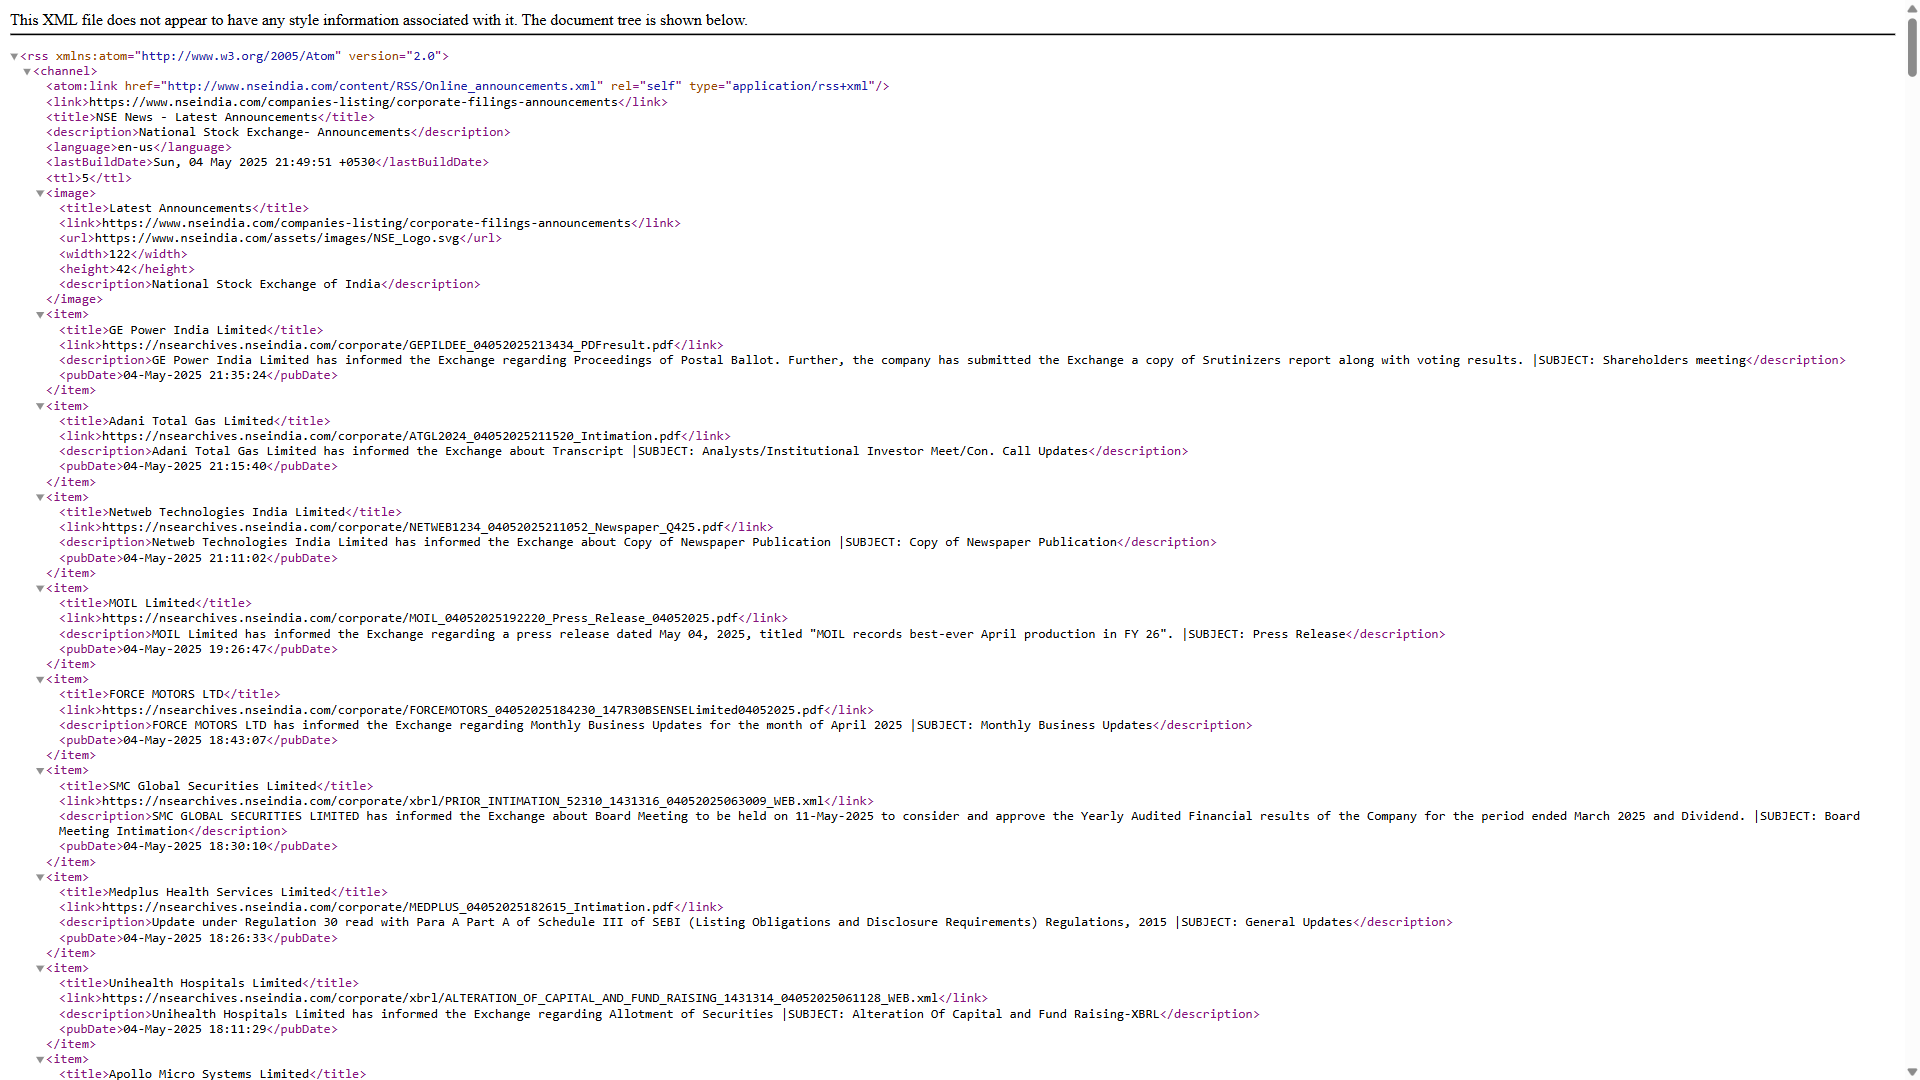 This XML file does not appear to have any style information associated with it. The document tree is shown below.
▼<rss xmlns:atom="http://www.w3.org/2005/Atom" version="2.0">
▼<channel>
<atom:link href="http://www.nseindia.com/content/RSS/Online_announcements.xml" rel="self" type="application/rss+xml"/>
<link>https://www.nseindia.com/companies-listing/corporate-filings-announcements</link>
<title>NSE News - Latest Announcements</title>
<description>National Stock Exchange- Announcements</description>
<language>en-us</language>
<lastBuildDate>Sun, 04 May 2025 21:49:51 +0530</lastBuildDate>
<ttl>5</ttl>
▼<image>
<title>Latest Announcements</title>
<link>https://www.nseindia.com/companies-listing/corporate-filings-announcements</link>
<url>https://www.nseindia.com/assets/images/NSE_Logo.svg</url>
<width>122</width>
<height>42</height>
<description>National Stock Exchange of India</description>
</image>
▼<item>
<title>GE Power India Limited</title>
<link>https://nsearchives.nseindia.com/corporate/GEPILDEE_04052025213434_PDFresult.pdf</link>
<description>GE Power India Limited has informed the Exchange regarding Proceedings of Postal Ballot. Further, the company has submitted the Exchange a copy of Srutinizers report along with voting results. |SUBJECT: Shareholders meeting</description>
<pubDate>04-May-2025 21:35:24</pubDate>
</item>
▼<item>
<title>Adani Total Gas Limited</title>
<link>https://nsearchives.nseindia.com/corporate/ATGL2024_04052025211520_Intimation.pdf</link>
<description>Adani Total Gas Limited has informed the Exchange about Transcript |SUBJECT: Analysts/Institutional Investor Meet/Con. Call Updates</description>
<pubDate>04-May-2025 21:15:40</pubDate>
</item>
▼<item>
<title>Netweb Technologies India Limited</title>
<link>https://nsearchives.nseindia.com/corporate/NETWEB1234_04052025211052_Newspaper_Q425.pdf</link>
<description>Netweb Technologies India Limited has informed the Exchange about Copy of Newspaper Publication |SUBJECT: Copy of Newspaper Publication</description>
<pubDate>04-May-2025 21:11:02</pubDate>
</item>
▼<item>
<title>MOIL Limited</title>
<link>https://nsearchives.nseindia.com/corporate/MOIL_04052025192220_Press_Release_04052025.pdf</link>
<description>MOIL Limited has informed the Exchange regarding a press release dated May 04, 2025, titled "MOIL records best-ever April production in FY 26". |SUBJECT: Press Release</description>
<pubDate>04-May-2025 19:26:47</pubDate>
</item>
▼<item>
<title>FORCE MOTORS LTD</title>
<link>https://nsearchives.nseindia.com/corporate/FORCEMOTORS_04052025184230_147R30BSENSELimited04052025.pdf</link>
<description>FORCE MOTORS LTD has informed the Exchange regarding Monthly Business Updates for the month of April 2025 |SUBJECT: Monthly Business Updates</description>
<pubDate>04-May-2025 18:43:07</pubDate>
</item>
▼<item>
<title>SMC Global Securities Limited</title>
<link>https://nsearchives.nseindia.com/corporate/xbrl/PRIOR_INTIMATION_52310_1431316_04052025063009_WEB.xml</link>
<description>SMC GLOBAL SECURITIES LIMITED has informed the Exchange about Board Meeting to be held on 11-May-2025 to consider and approve the Yearly Audited Financial results of the Company for the period ended March 2025 and Dividend. |SUBJECT: Board
Meeting Intimation</description>
<pubDate>04-May-2025 18:30:10</pubDate>
</item>
▼<item>
<title>Medplus Health Services Limited</title>
<link>https://nsearchives.nseindia.com/corporate/MEDPLUS_04052025182615_Intimation.pdf</link>
<description>Update under Regulation 30 read with Para A Part A of Schedule III of SEBI (Listing Obligations and Disclosure Requirements) Regulations, 2015 |SUBJECT: General Updates</description>
<pubDate>04-May-2025 18:26:33</pubDate>
</item>
▼<item>
<title>Unihealth Hospitals Limited</title>
<link>https://nsearchives.nseindia.com/corporate/xbrl/ALTERATION_OF_CAPITAL_AND_FUND_RAISING_1431314_04052025061128_WEB.xml</link>
<description>Unihealth Hospitals Limited has informed the Exchange regarding Allotment of Securities |SUBJECT: Alteration Of Capital and Fund Raising-XBRL</description>
<pubDate>04-May-2025 18:11:29</pubDate>
</item>
▼<item>
<title>Apollo Micro Systems Limited</title>